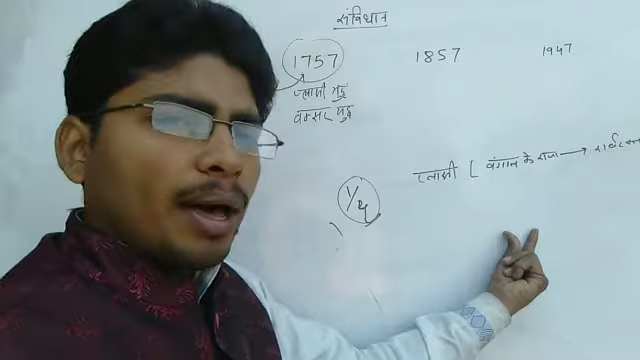 संविधान
1757 1857 1947
प्लासी युद्ध
बक्सर युद्ध
प्लासी [ बंगाल के राजा →
1/4